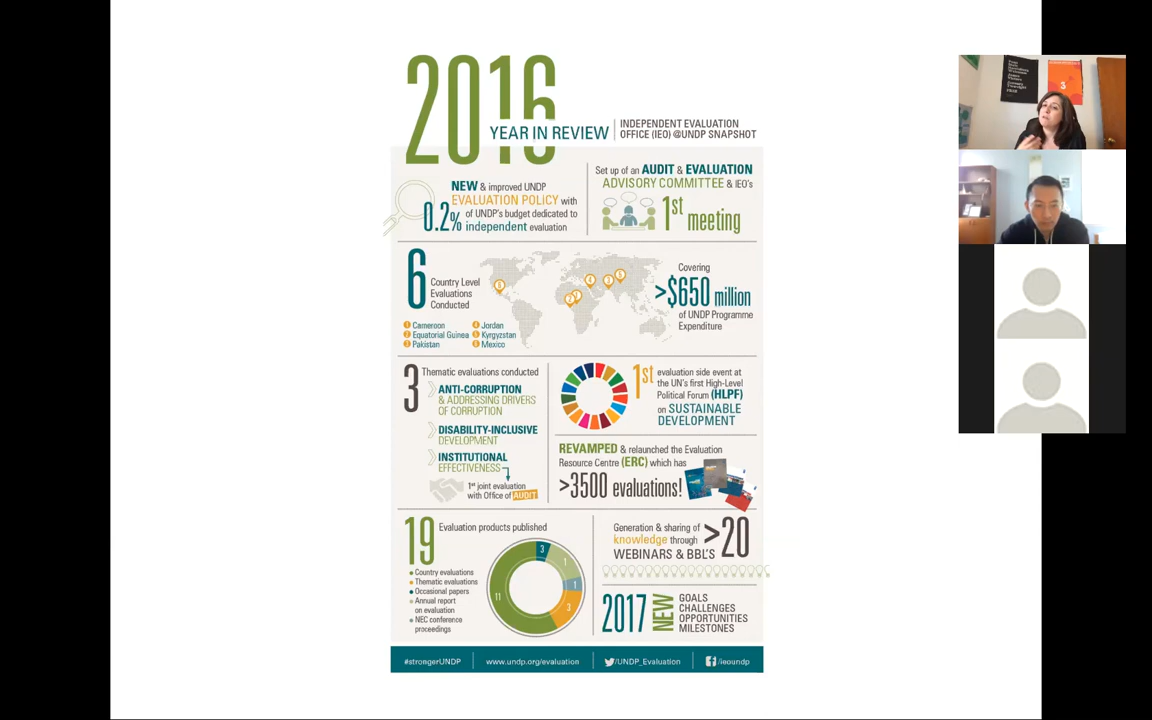 2016
YEAR IN REVIEW
INDEPENDENT EVALUATION
OFFICE (IEO) @UNDP SNAPSHOT
NEW & improved UNDP
EVALUATION POLICY with
0.2% of UNDP's budget dedicated to
independent evaluation
Set up of an AUDIT & EVALUATION
ADVISORY COMMITTEE & IEO's
1st meeting
6
Country Level
Evaluations
Conducted
1 Cameroon
2 Equatorial Guinea
3 Pakistan
4 Jordan
5 Kyrgyzstan
6 Mexico
Covering
>$650 million
of UNDP Programme
Expenditure
3
Thematic evaluations conducted
ANTI-CORRUPTION
& ADDRESSING DRIVERS
OF CORRUPTION
DISABILITY-INCLUSIVE
DEVELOPMENT
INSTITUTIONAL
EFFECTIVENESS
1st joint evaluation
with Office of AUDIT
1st evaluation side event at
the UN's first High-Level
Political Forum (HLPF)
on SUSTAINABLE
DEVELOPMENT
REVAMPED & relaunched the Evaluation
Resource Centre (ERC) which has
>3500 evaluations!
19 Evaluation products published
Country evaluations
Thematic evaluations
Occasional papers
Annual report
on evaluation
NEC conference
proceedings
3
1
1
3
11
Generation & sharing of
knowledge through >20
WEBINARS & BBL'S
2017 NEW
GOALS
CHALLENGES
OPPORTUNITIES
MILESTONES
#strongerUNDP
www.undp.org/evaluation
/UNDP_Evaluation
/ieoundp